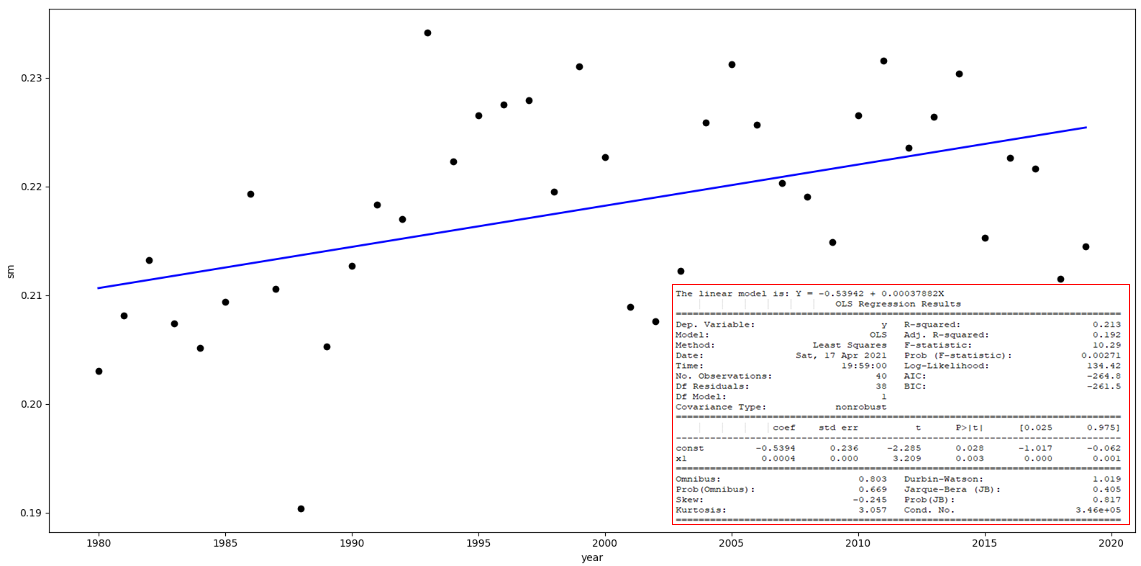 0.23
0.22
0.21
0.20
0.19
sm
The linear model is: Y = -0.53942 + 0.00037882X
OLS Regression Results
Dep. Variable: y R-squared: 0.213
Model: OLS Adj. R-squared: 0.192
Method: Least Squares F-statistic: 10.29
Date: Sat, 17 Apr 2021 Prob (F-statistic): 0.00271
Time: 19:59:00 Log-Likelihood: 134.42
No. Observations: 40 AIC: -264.8
Df Residuals: 38 BIC: -261.5
Df Model: 1
Covariance Type: nonrobust
coef std err t P>|t| [0.025 0.975]
const -0.5394 0.236 -2.285 0.028 -1.017 -0.062
x1 0.0004 0.000 3.209 0.003 0.000 0.001
Omnibus: 0.803 Durbin-Watson: 1.019
Prob(Omnibus): 0.669 Jarque-Bera (JB): 0.405
Skew: -0.245 Prob(JB): 0.817
Kurtosis: 3.057 Cond. No. 3.46e+05
1980 1985 1990 1995 2000 2005 2010 2015 2020
year